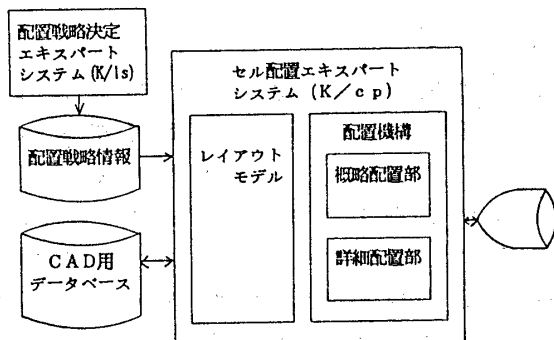 配置戦略決定
エキスパート
システム(K/ls)
配置戦略情報
CAD用
データベース
セル配置エキスパート
システム(K/cp)
レイアウト
モデル
配置機構
概略配置部
詳細配置部